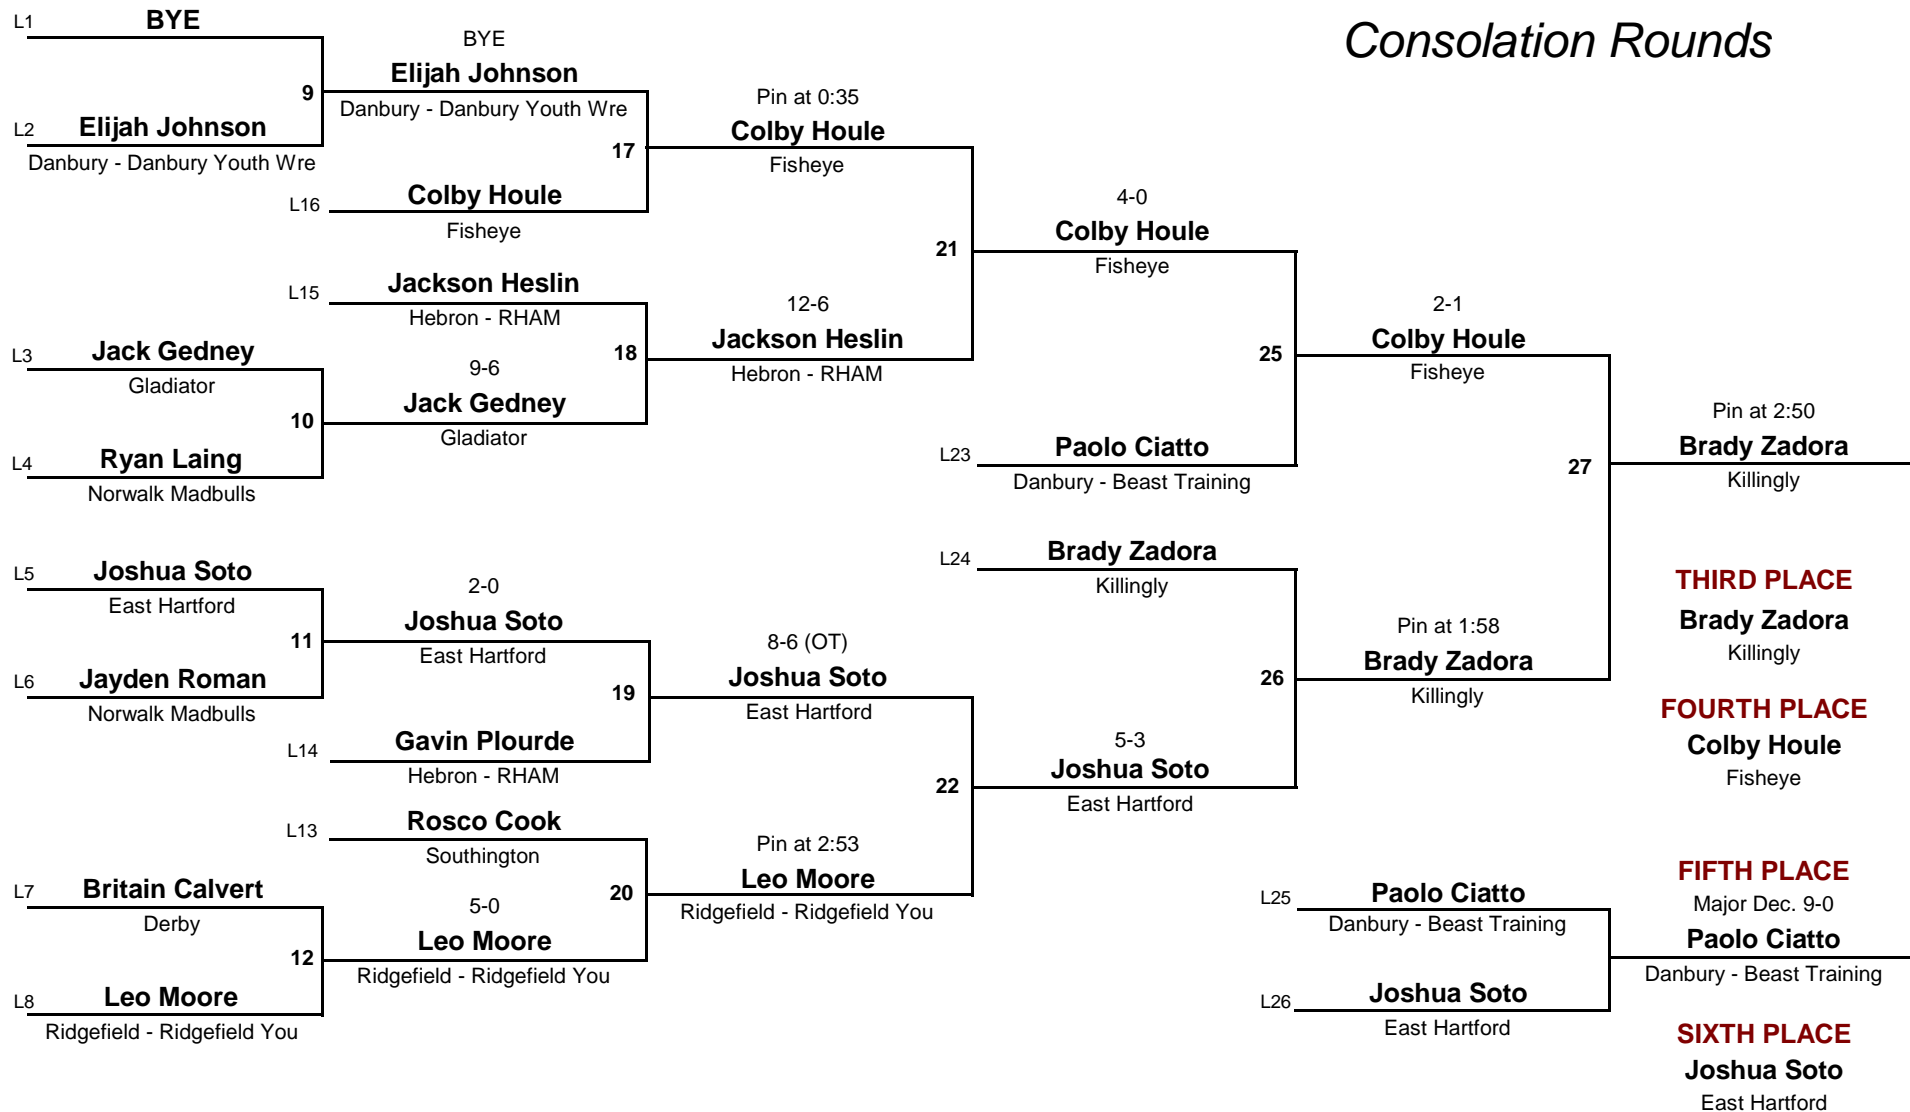 Consolation Rounds
L1
BYE
9
L2
Elijah Johnson
Danbury - Danbury Youth Wre
L3
Jack Gedney
Gladiator
10
L4
Ryan Laing
Norwalk Madbulls
L5
Joshua Soto
East Hartford
11
L6
Jayden Roman
Norwalk Madbulls
L7
Britain Calvert
Derby
12
L8
Leo Moore
Ridgefield - Ridgefield You
BYE
Elijah Johnson
Danbury - Danbury Youth Wre
17
L16
Colby Houle
Fisheye
L15
Jackson Heslin
Hebron - RHAM
18
9-6
Jack Gedney
Gladiator
2-0
Joshua Soto
East Hartford
19
L14
Gavin Plourde
Hebron - RHAM
L13
Rosco Cook
Southington
20
5-0
Leo Moore
Ridgefield - Ridgefield You
Pin at 0:35
Colby Houle
Fisheye
21
12-6
Jackson Heslin
Hebron - RHAM
8-6 (OT)
Joshua Soto
East Hartford
22
Pin at 2:53
Leo Moore
Ridgefield - Ridgefield You
4-0
Colby Houle
Fisheye
25
L23
Paolo Ciatto
Danbury - Beast Training
L24
Brady Zadora
Killingly
26
5-3
Joshua Soto
East Hartford
2-1
Colby Houle
Fisheye
27
Pin at 1:58
Brady Zadora
Killingly
L25
Paolo Ciatto
Danbury - Beast Training
L26
Joshua Soto
East Hartford
Pin at 2:50
Brady Zadora
Killingly
THIRD PLACE
Brady Zadora
Killingly
FOURTH PLACE
Colby Houle
Fisheye
FIFTH PLACE
Major Dec. 9-0
Paolo Ciatto
Danbury - Beast Training
SIXTH PLACE
Joshua Soto
East Hartford